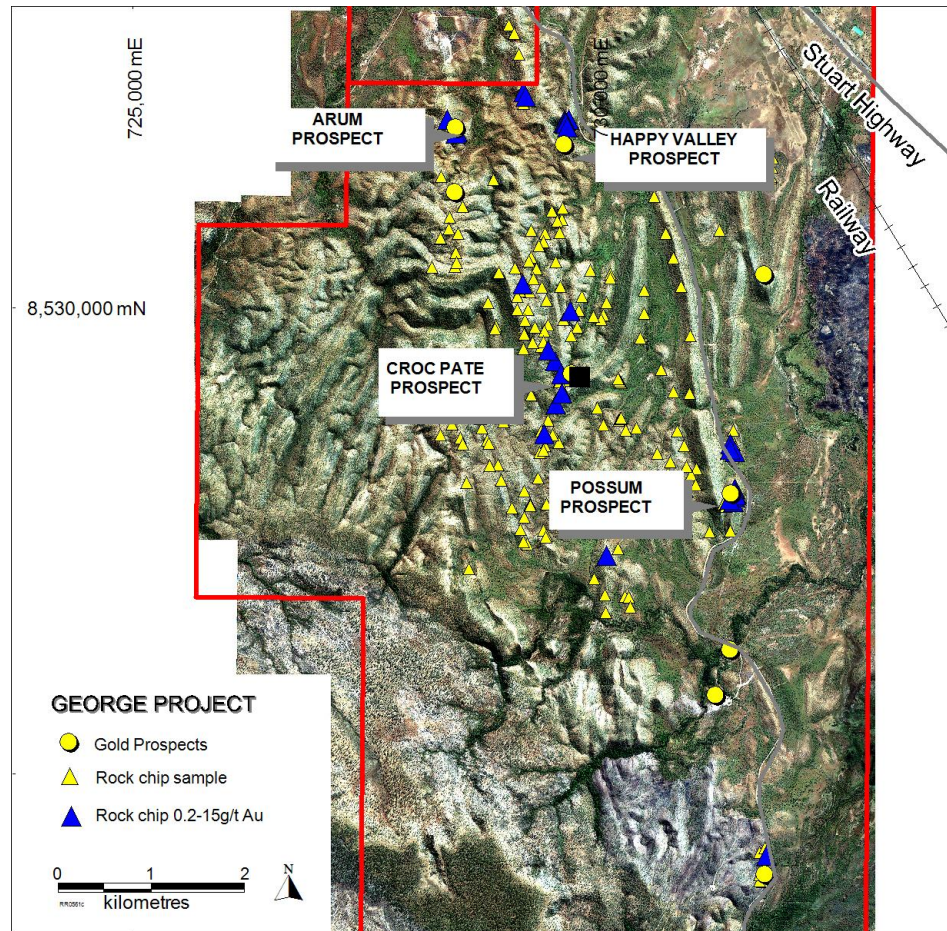 725,000 mE
730,000 mE
Stuart Highway
Railway
ARUM
PROSPECT
HAPPY VALLEY
PROSPECT
8,530,000 mN
CROC PATE
PROSPECT
POSSUM
PROSPECT
GEORGE PROJECT
Gold Prospects
Rock chip sample
Rock chip 0.2-15g/t Au
0 1 2
kilometres
N
RR0561c